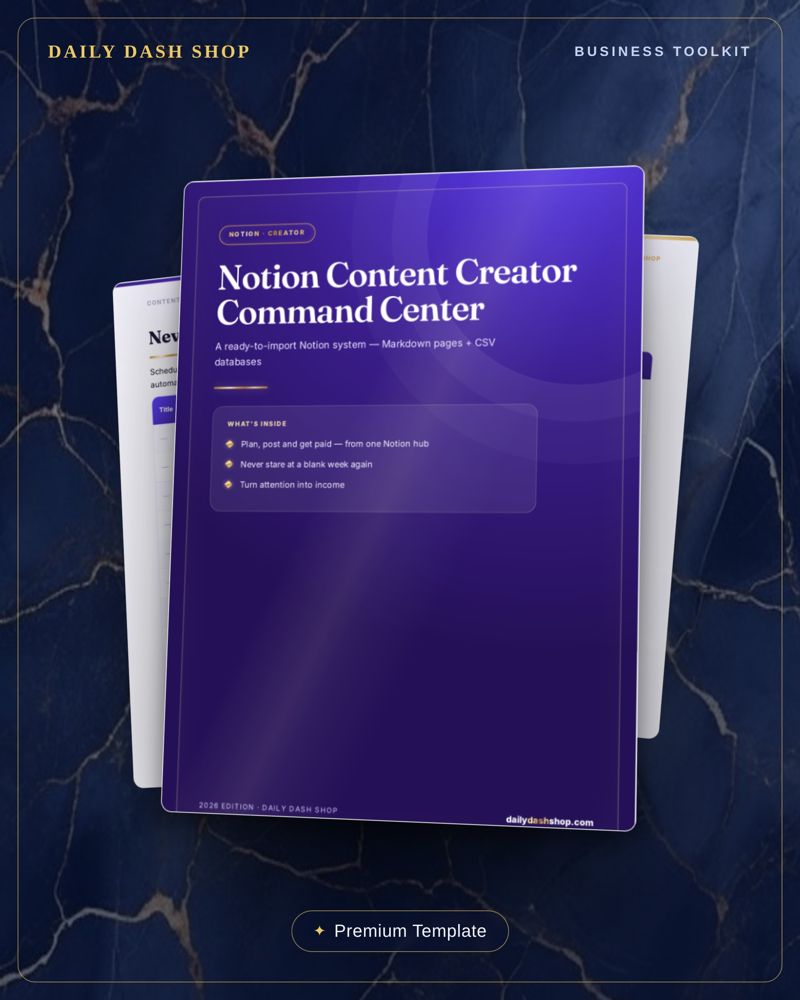 DAILY DASH SHOP
BUSINESS TOOLKIT
NOTION · CREATOR
Notion Content Creator
Command Center
A ready-to-import Notion system — Markdown pages + CSV
databases
WHAT'S INSIDE
Plan, post and get paid — from one Notion hub
Never stare at a blank week again
Turn attention into income
2026 EDITION · DAILY DASH SHOP
dailydashshop.com
CONTENT
Title
✦ Premium Template